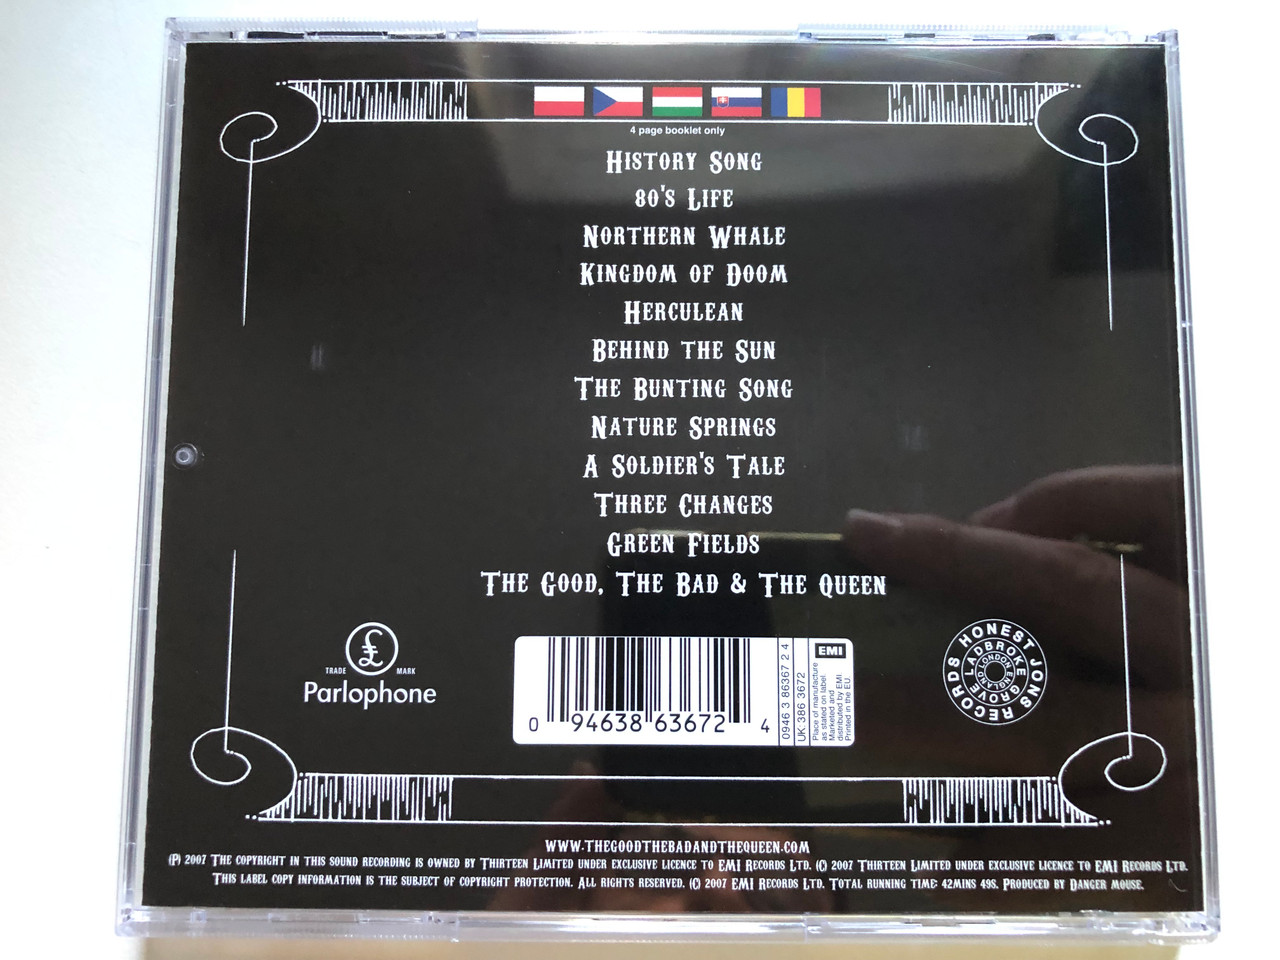 4 page booklet only
History Song
80's Life
Northern Whale
Kingdom of Doom
Herculean
Behind the Sun
The Bunting Song
Nature Springs
A Soldier's Tale
Three Changes
Green Fields
The Good, The Bad & The Queen
TRADE MARK
Parlophone
0 94638 63672 4
0946 3 86367 2 4
UK: 386 3672
EMI
Place of manufacture
as stated on label.
Marketed and
distributed by EMI.
Printed in the EU.
HONEST JONS RECORDS
LADBROKE GROVE
LONDON ENGLAND
www.thegoodthebadandthequeen.com
(P) 2007 The copyright in this sound recording is owned by Thirteen Limited under exclusive licence to EMI Records Ltd. (C) 2007 Thirteen Limited under exclusive licence to EMI Records Ltd.
This label copy information is the subject of copyright protection. All rights reserved. (C) 2007 EMI Records Ltd. Total running time: 42mins 49s. Produced by Danger mouse.